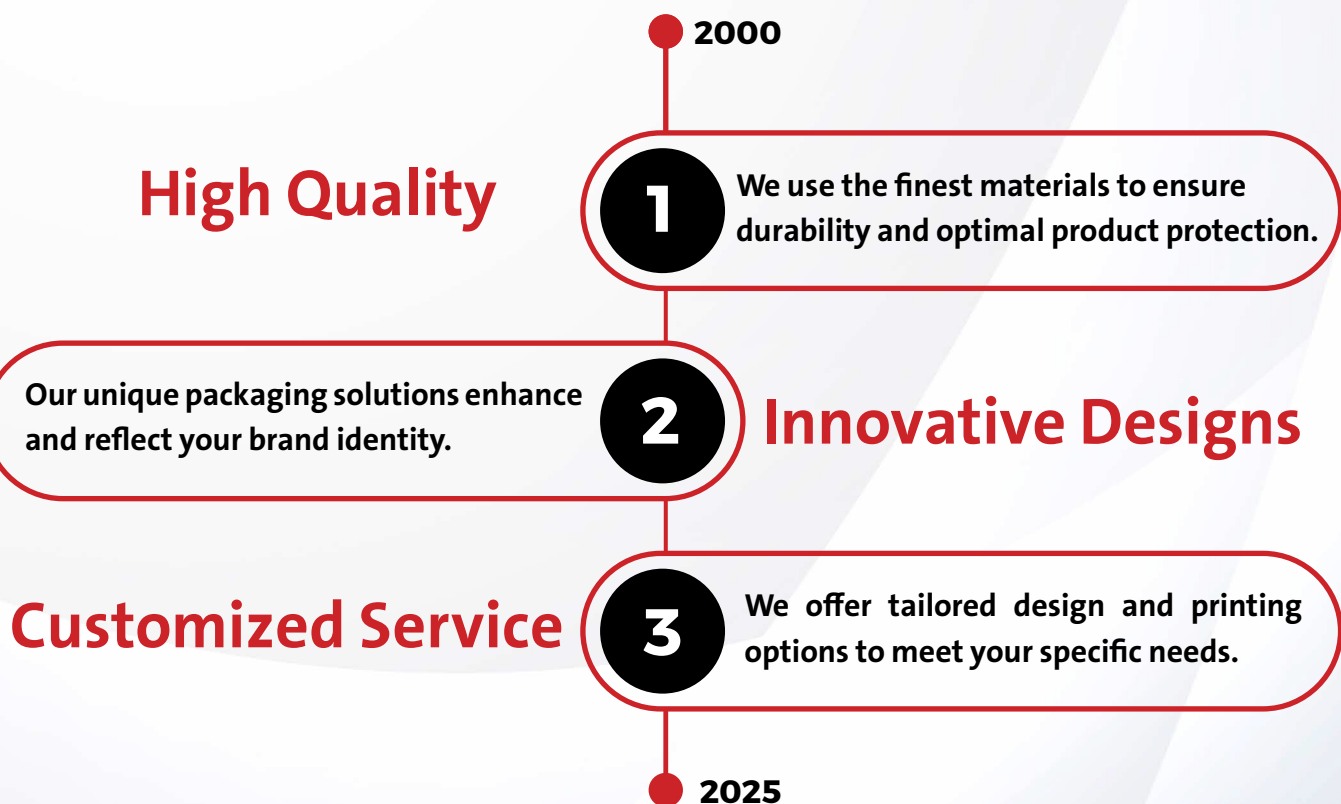 2000
High Quality
1
We use the finest materials to ensure
durability and optimal product protection.
Our unique packaging solutions enhance
and reflect your brand identity.
2
Innovative Designs
Customized Service
3
We offer tailored design and printing
options to meet your specific needs.
2025